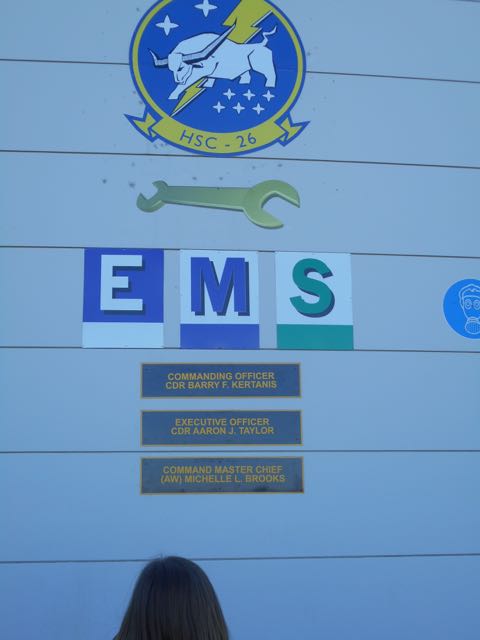 HSC - 26
E M S
COMMANDING OFFICER
CDR BARRY F. KERTANIS
EXECUTIVE OFFICER
CDR AARON J. TAYLOR
COMMAND MASTER CHIEF
(AW) MICHELLE L. BROOKS